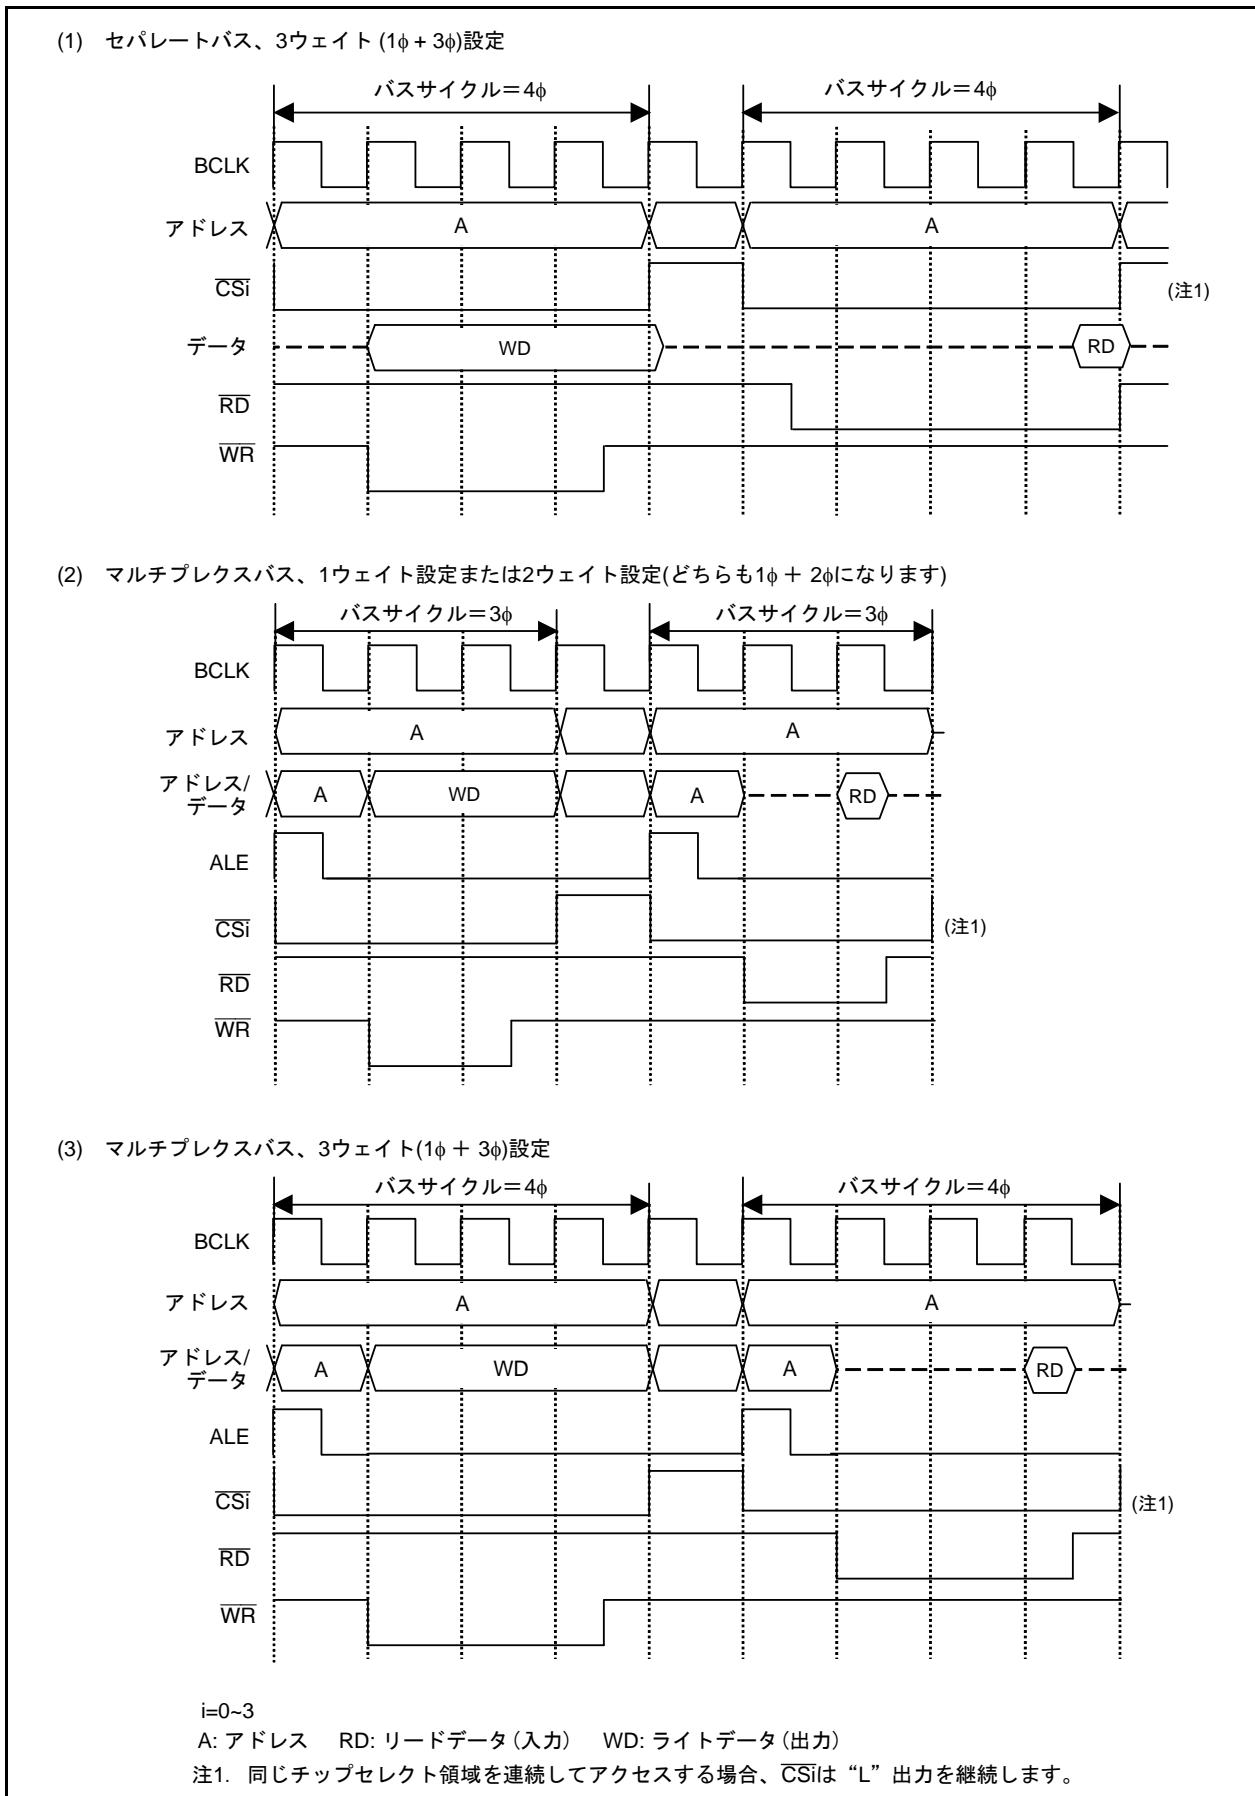 (1) セパレートバス、3ウェイト (1ϕ + 3ϕ)設定
バスサイクル＝4ϕ バスサイクル＝4ϕ
BCLK
アドレス A A
CSi (注1)
データ WD RD
RD
WR
(2) マルチプレクスバス、1ウェイト設定または2ウェイト設定(どちらも1ϕ ＋ 2ϕになります)
バスサイクル＝3ϕ バスサイクル＝3ϕ
BCLK
アドレス A A
アドレス/
データ A WD A RD
ALE
CSi (注1)
RD
WR
(3) マルチプレクスバス、3ウェイト(1ϕ ＋ 3ϕ)設定
バスサイクル＝4ϕ バスサイクル＝4ϕ
BCLK
アドレス A A
アドレス/
データ A WD A RD
ALE
CSi (注1)
RD
WR
i=0~3
A: アドレス RD: リードデータ（入力） WD: ライトデータ（出力）
注1. 同じチップセレクト領域を連続してアクセスする場合、CSiは“L”出力を継続します。